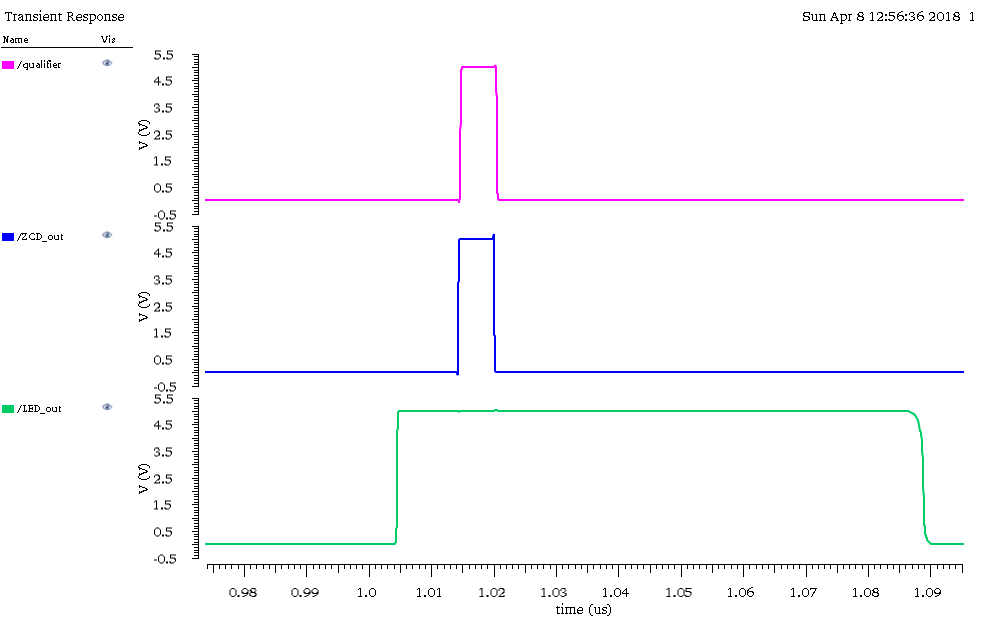 Transient Response
Sun Apr 8 12:56:36 2018 1
Name Vis
/qualifier
5.5
4.5
3.5
2.5
1.5
0.5
-0.5
V (V)
/ZCD_out
5.5
4.5
3.5
2.5
1.5
0.5
-0.5
V (V)
/LED_out
5.5
4.5
3.5
2.5
1.5
0.5
-0.5
V (V)
0.98 0.99 1.0 1.01 1.02 1.03 1.04 1.05 1.06 1.07 1.08 1.09
time (us)